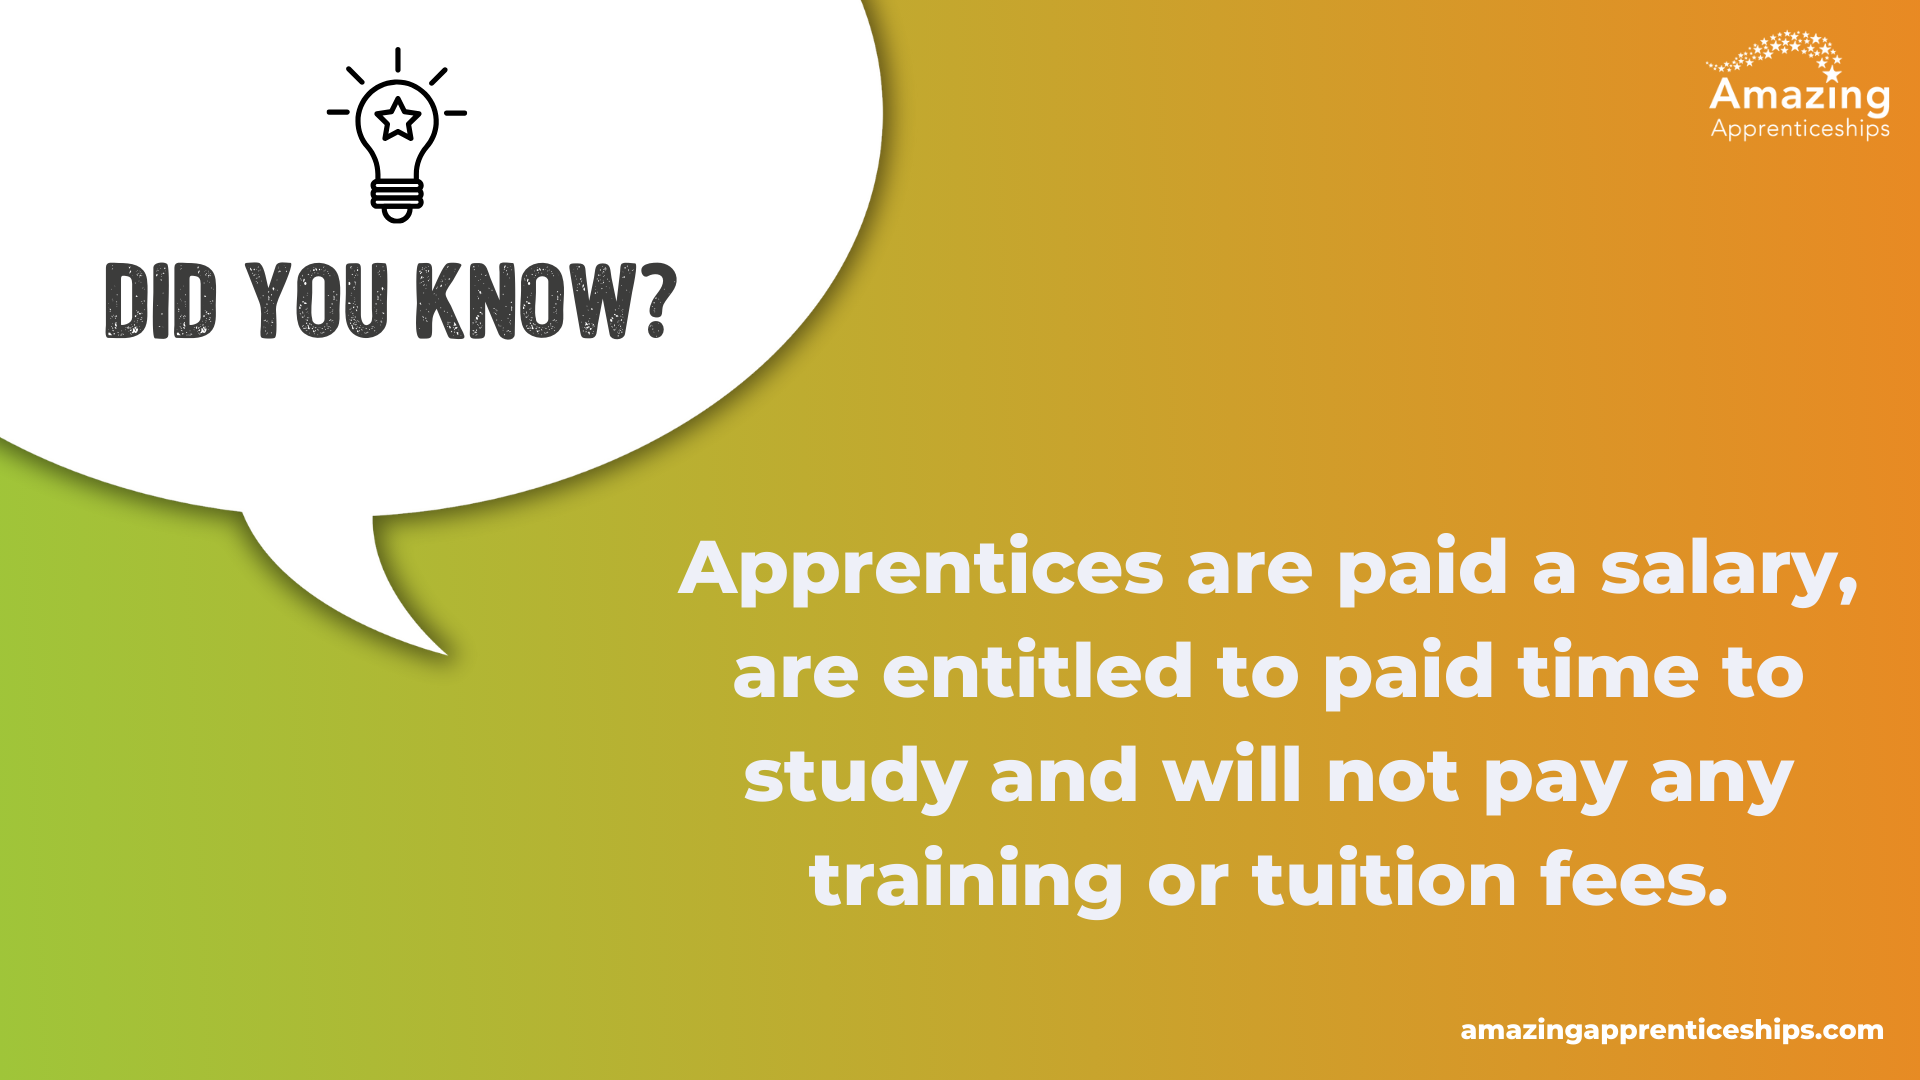 Amazing
Apprenticeships
DID YOU KNOW?
Apprentices are paid a salary,
are entitled to paid time to
study and will not pay any
training or tuition fees.
amazingapprenticeships.com